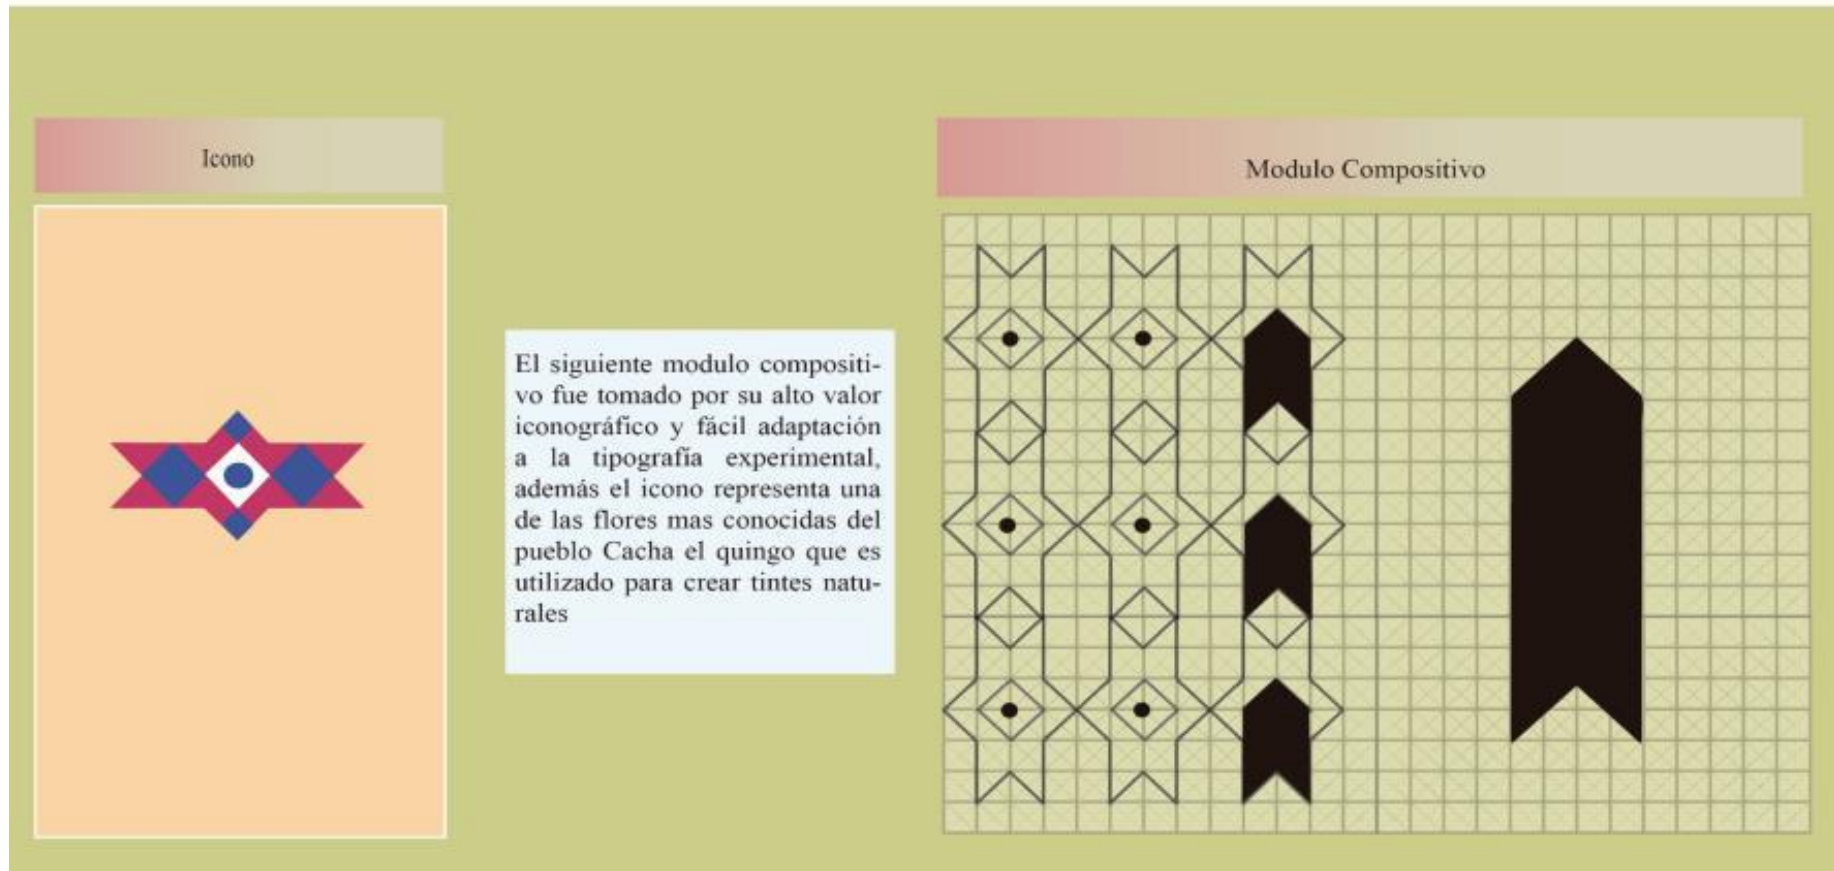 Icono
El siguiente modulo compositi-
vo fue tomado por su alto valor
iconográfico y fácil adaptación
a la tipografía experimental,
además el icono representa una
de las flores mas conocidas del
pueblo Cacha el quingo que es
utilizado para crear tintes natu-
rales
Modulo Compositivo